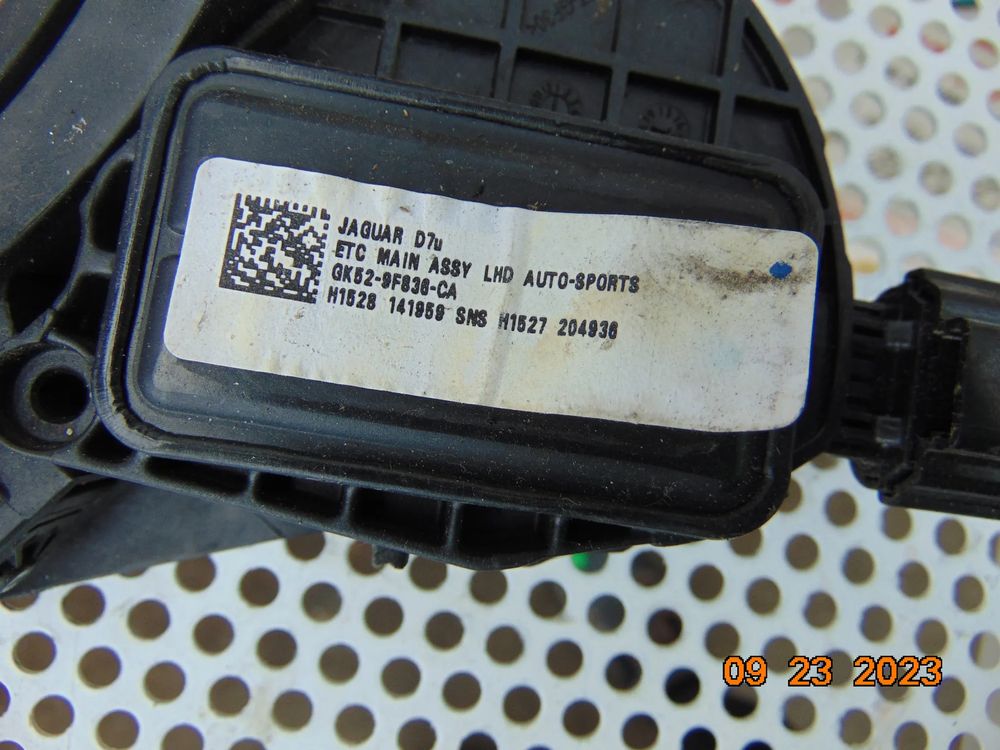 JAGUAR D7u
ETC MAIN ASSY LHD AUTO-SPORTS
GK52-9F836-CA
H1528 141959 SNS H1527 204936
09 23 2023